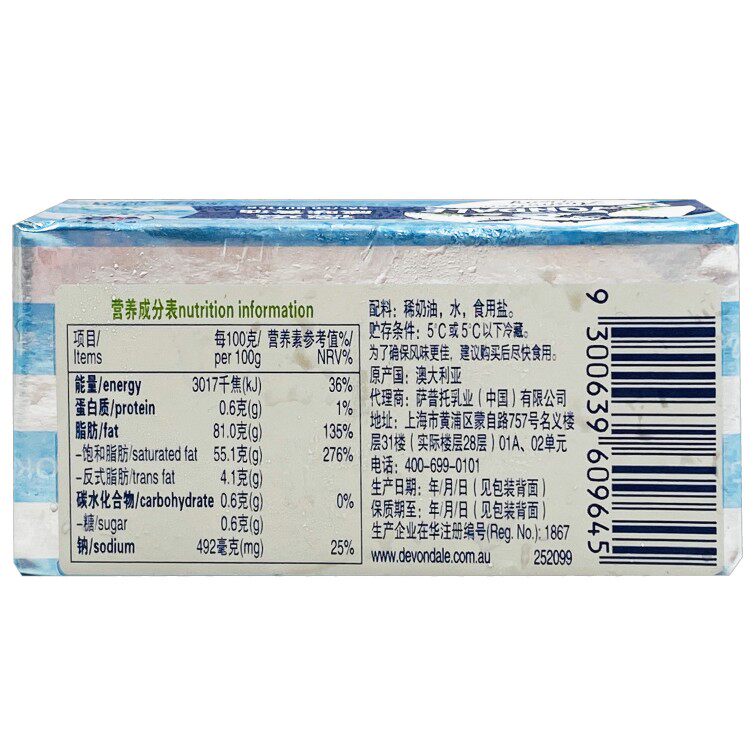 营养成分表nutrition information
项目/ 每100克/ 营养素参考值%/
Items per 100g NRV%
能量/energy 3017千焦(kJ) 36%
蛋白质/protein 0.6克(g) 1%
脂肪/fat 81.0克(g) 135%
-饱和脂肪/saturated fat 55.1克(g) 276%
-反式脂肪/trans fat 4.1克(g)
碳水化合物/carbohydrate 0.6克(g) 0%
-糖/sugar 0.6克(g)
钠/sodium 492毫克(mg) 25%
配料：稀奶油，水，食用盐。
贮存条件：5℃或5℃以下冷藏。
为了确保风味更佳，建议购买后尽快食用。
原产国：澳大利亚
代理商：萨普托乳业（中国）有限公司
地址：上海市黄浦区蒙自路757号名义楼
层31楼（实际楼层28层）01A、02单元
电话：400-699-0101
生产日期：年/月/日（见包装背面）
保质期至：年/月/日（见包装背面）
生产企业在华注册编号(Reg. No.): 1867
www.devondale.com.au 252099
9 300639 609645